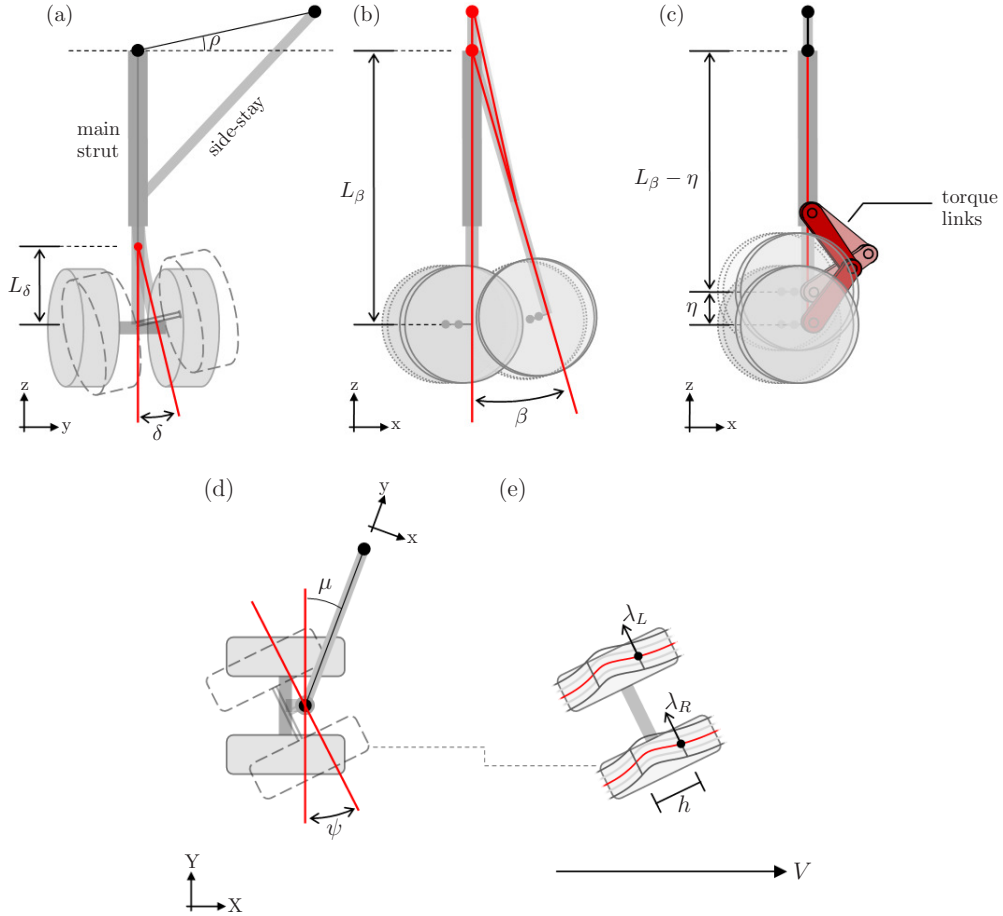 (a)
ρ
main
strut
side-stay
L_δ
z
y
δ
(b)
L_β
z
x
β
(c)
L_β − η
torque
links
η
z
x
(d)
y
x
μ
ψ
Y
X
(e)
λ_L
λ_R
h
V